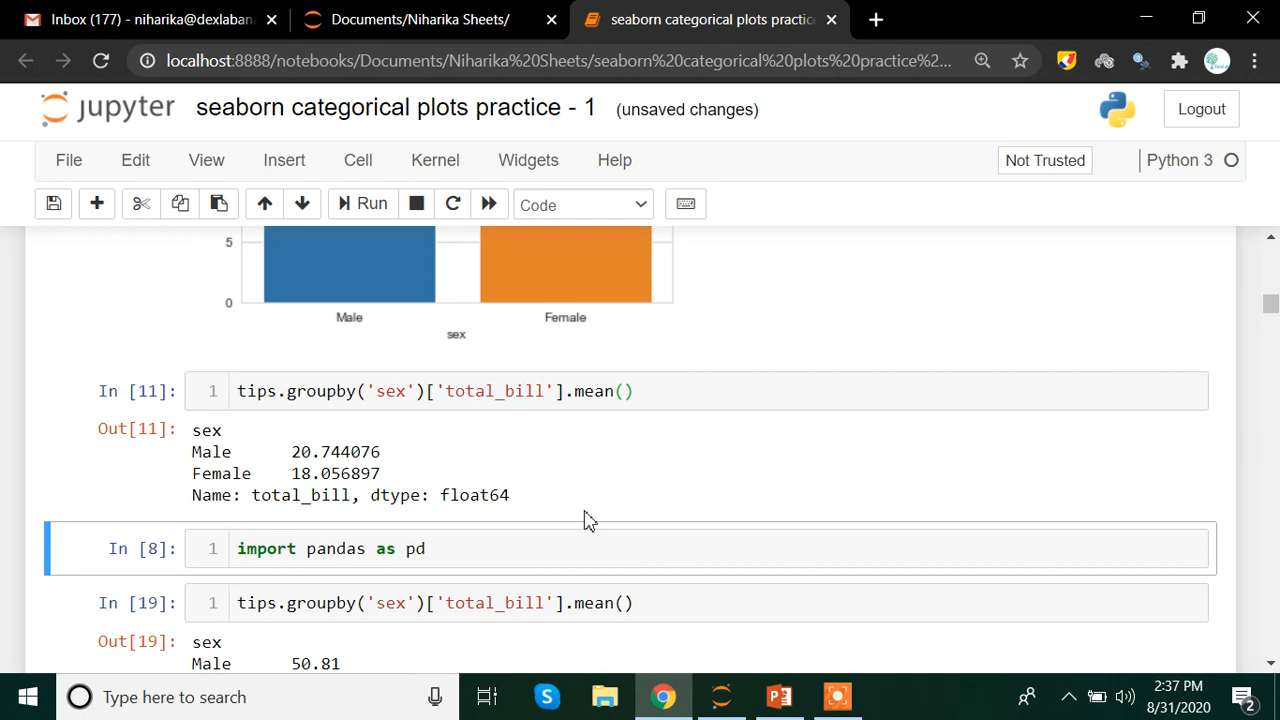 Inbox (177) - niharika@dexlabana
Documents/Niharika Sheets/
seaborn categorical plots practic
localhost:8888/notebooks/Documents/Niharika%20Sheets/seaborn%20categorical%20plots%20practice%2...
jupyter seaborn categorical plots practice - 1 (unsaved changes)
Logout
File Edit View Insert Cell Kernel Widgets Help
Not Trusted
Python 3
Run
Code
5
0
Male Female
sex
In [11]: 1 tips.groupby('sex')['total_bill'].mean()
Out[11]: sex
Male 20.744076
Female 18.056897
Name: total_bill, dtype: float64
In [8]: 1 import pandas as pd
In [19]: 1 tips.groupby('sex')['total_bill'].mean()
Out[19]: sex
Male 50.81
Type here to search
2:37 PM
8/31/2020
2